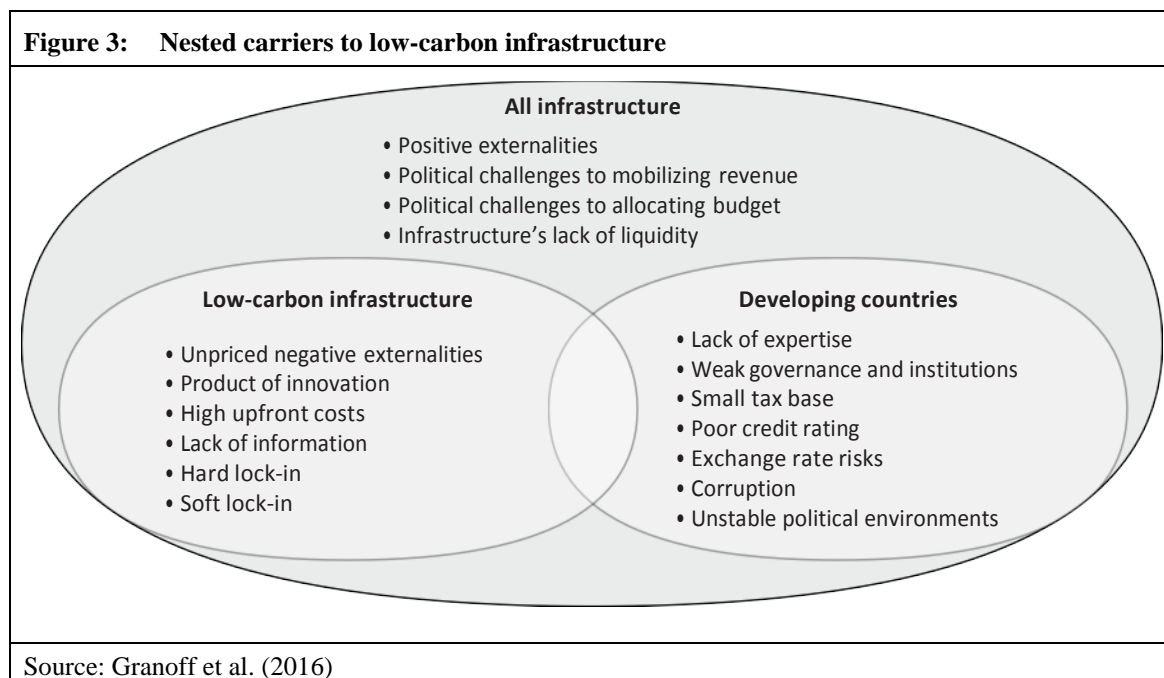 Figure 3: Nested carriers to low-carbon infrastructure
All infrastructure
• Positive externalities
• Political challenges to mobilizing revenue
• Political challenges to allocating budget
• Infrastructure’s lack of liquidity
Low-carbon infrastructure
• Unpriced negative externalities
• Product of innovation
• High upfront costs
• Lack of information
• Hard lock-in
• Soft lock-in
Developing countries
• Lack of expertise
• Weak governance and institutions
• Small tax base
• Poor credit rating
• Exchange rate risks
• Corruption
• Unstable political environments
Source: Granoff et al. (2016)